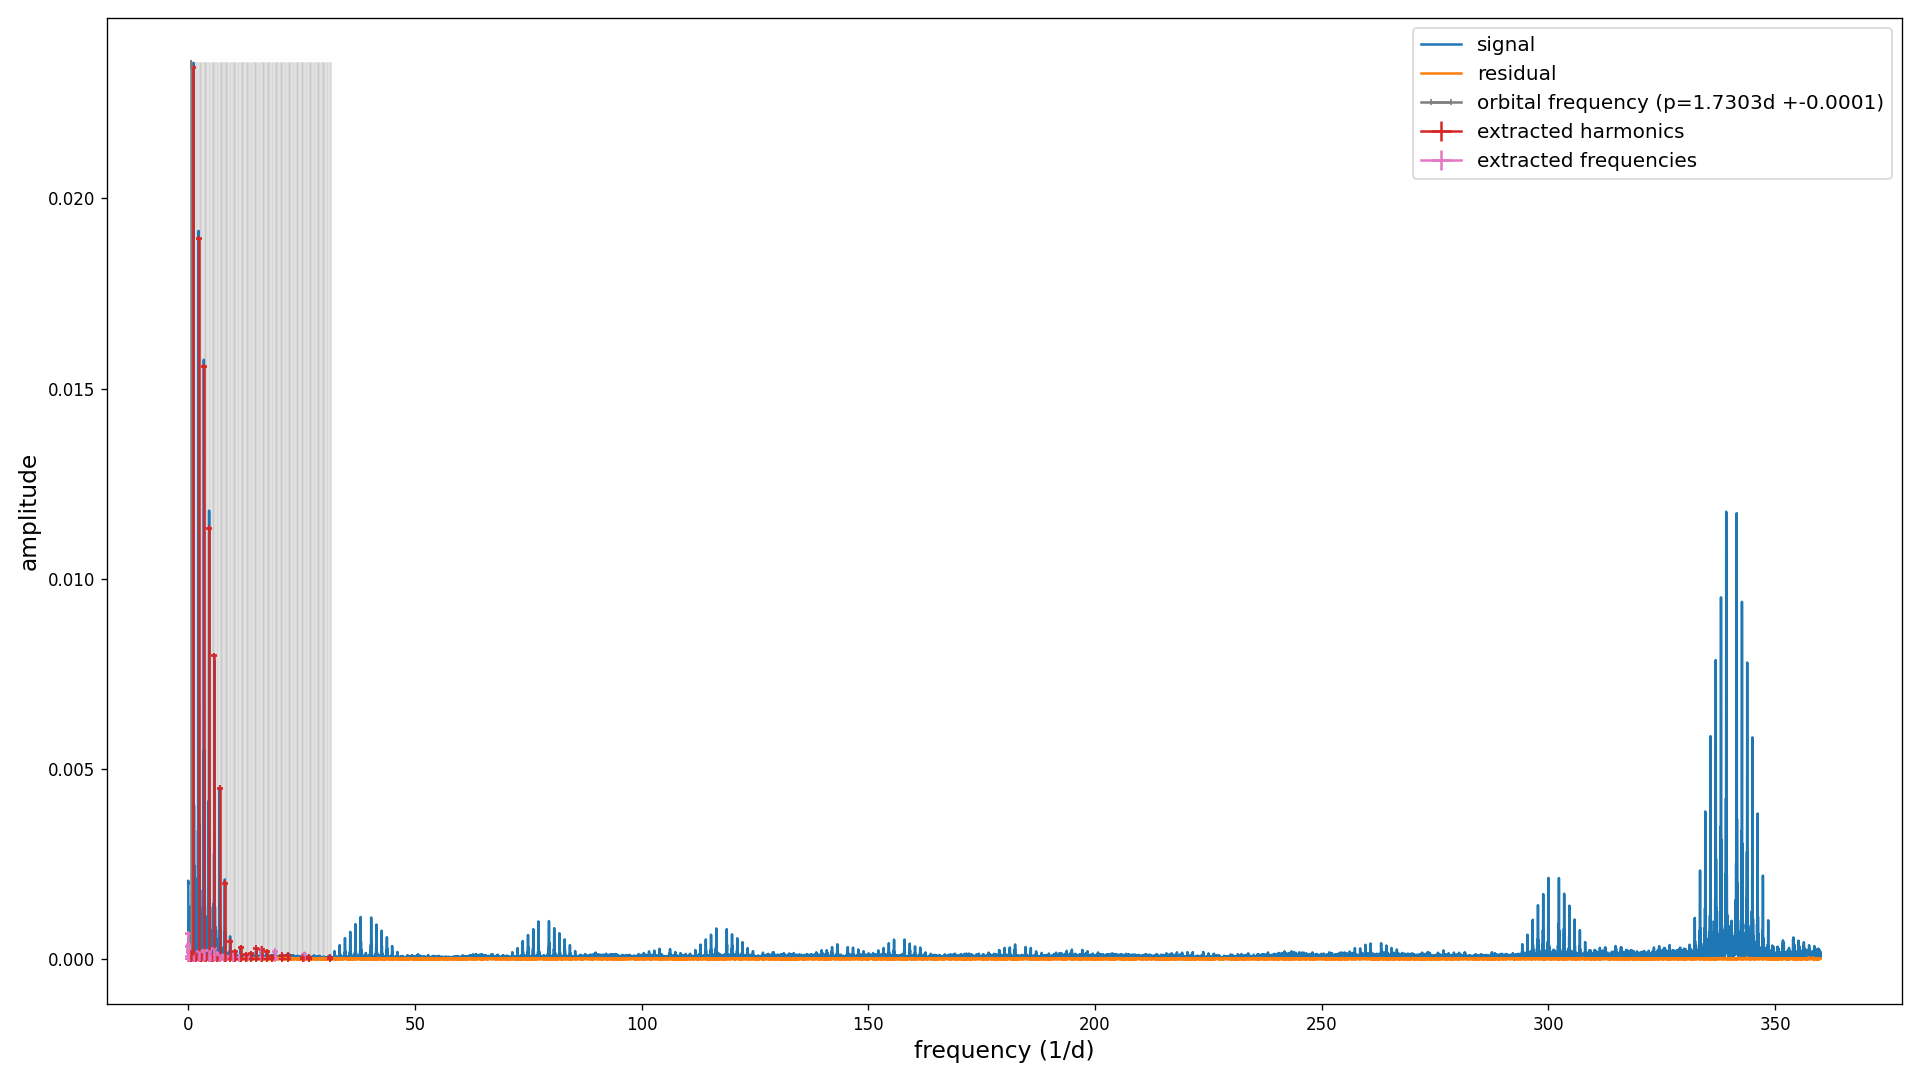 signal
residual
orbital frequency (p=1.7303d +-0.0001)
extracted harmonics
extracted frequencies
amplitude
0.020
0.015
0.010
0.005
0.000
0 50 100 150 200 250 300 350
frequency (1/d)